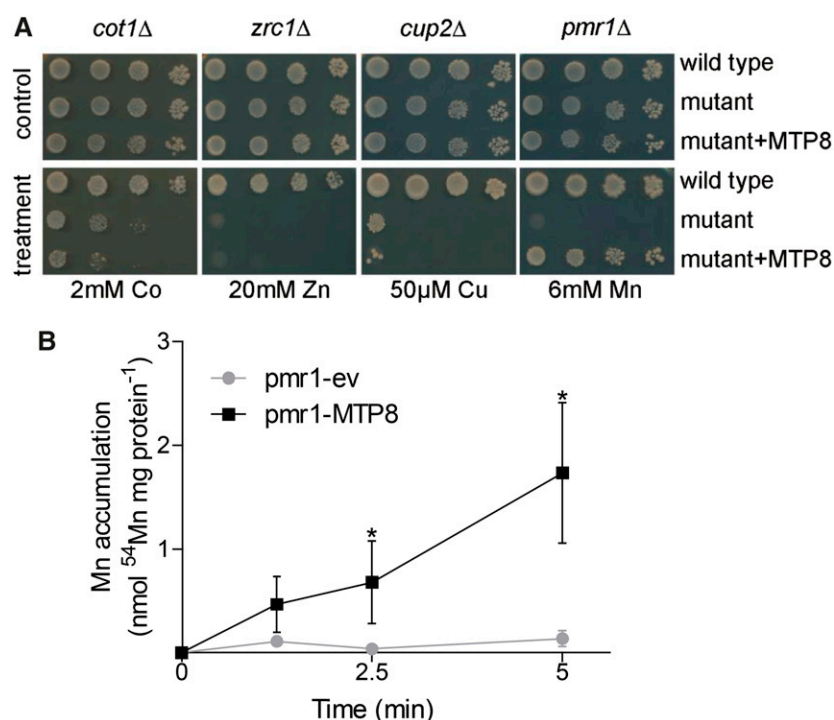 A
cot1Δ zrc1Δ cup2Δ pmr1Δ
control
wild type
mutant
mutant+MTP8
treatment
wild type
mutant
mutant+MTP8
2mM Co 20mM Zn 50µM Cu 6mM Mn
B
Mn accumulation
(nmol ⁵⁴Mn mg protein⁻¹)
3
2
1
pmr1-ev
pmr1-MTP8
*
*
0 2.5 5
Time (min)